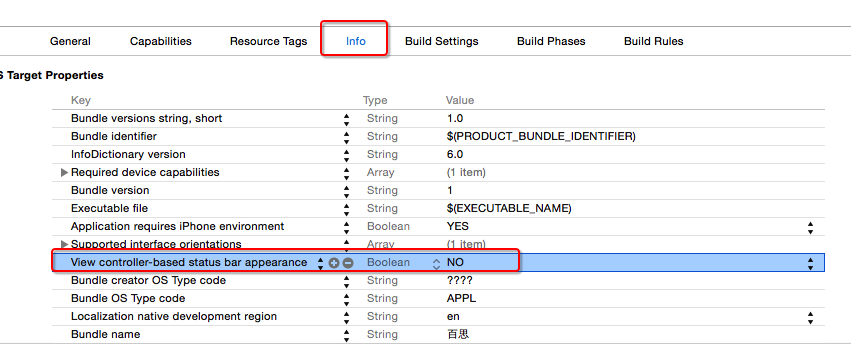 General Capabilities Resource Tags Info Build Settings Build Phases Build Rules
S Target Properties
Key Type Value
Bundle versions string, short String 1.0
Bundle identifier String $(PRODUCT_BUNDLE_IDENTIFIER)
InfoDictionary version String 6.0
Required device capabilities Array (1 item)
Bundle version String 1
Executable file String $(EXECUTABLE_NAME)
Application requires iPhone environment Boolean YES
Supported interface orientations Array (1 item)
View controller-based status bar appearance Boolean NO
Bundle creator OS Type code String ????
Bundle OS Type code String APPL
Localization native development region String en
Bundle name String 百思